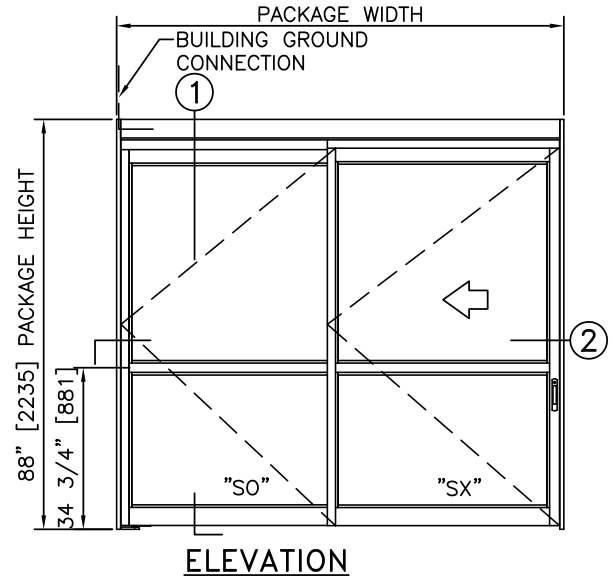 PACKAGE WIDTH
BUILDING GROUND
CONNECTION
1
88" [2235] PACKAGE HEIGHT
34 3/4" [881]
2
"SO"
"SX"
ELEVATION